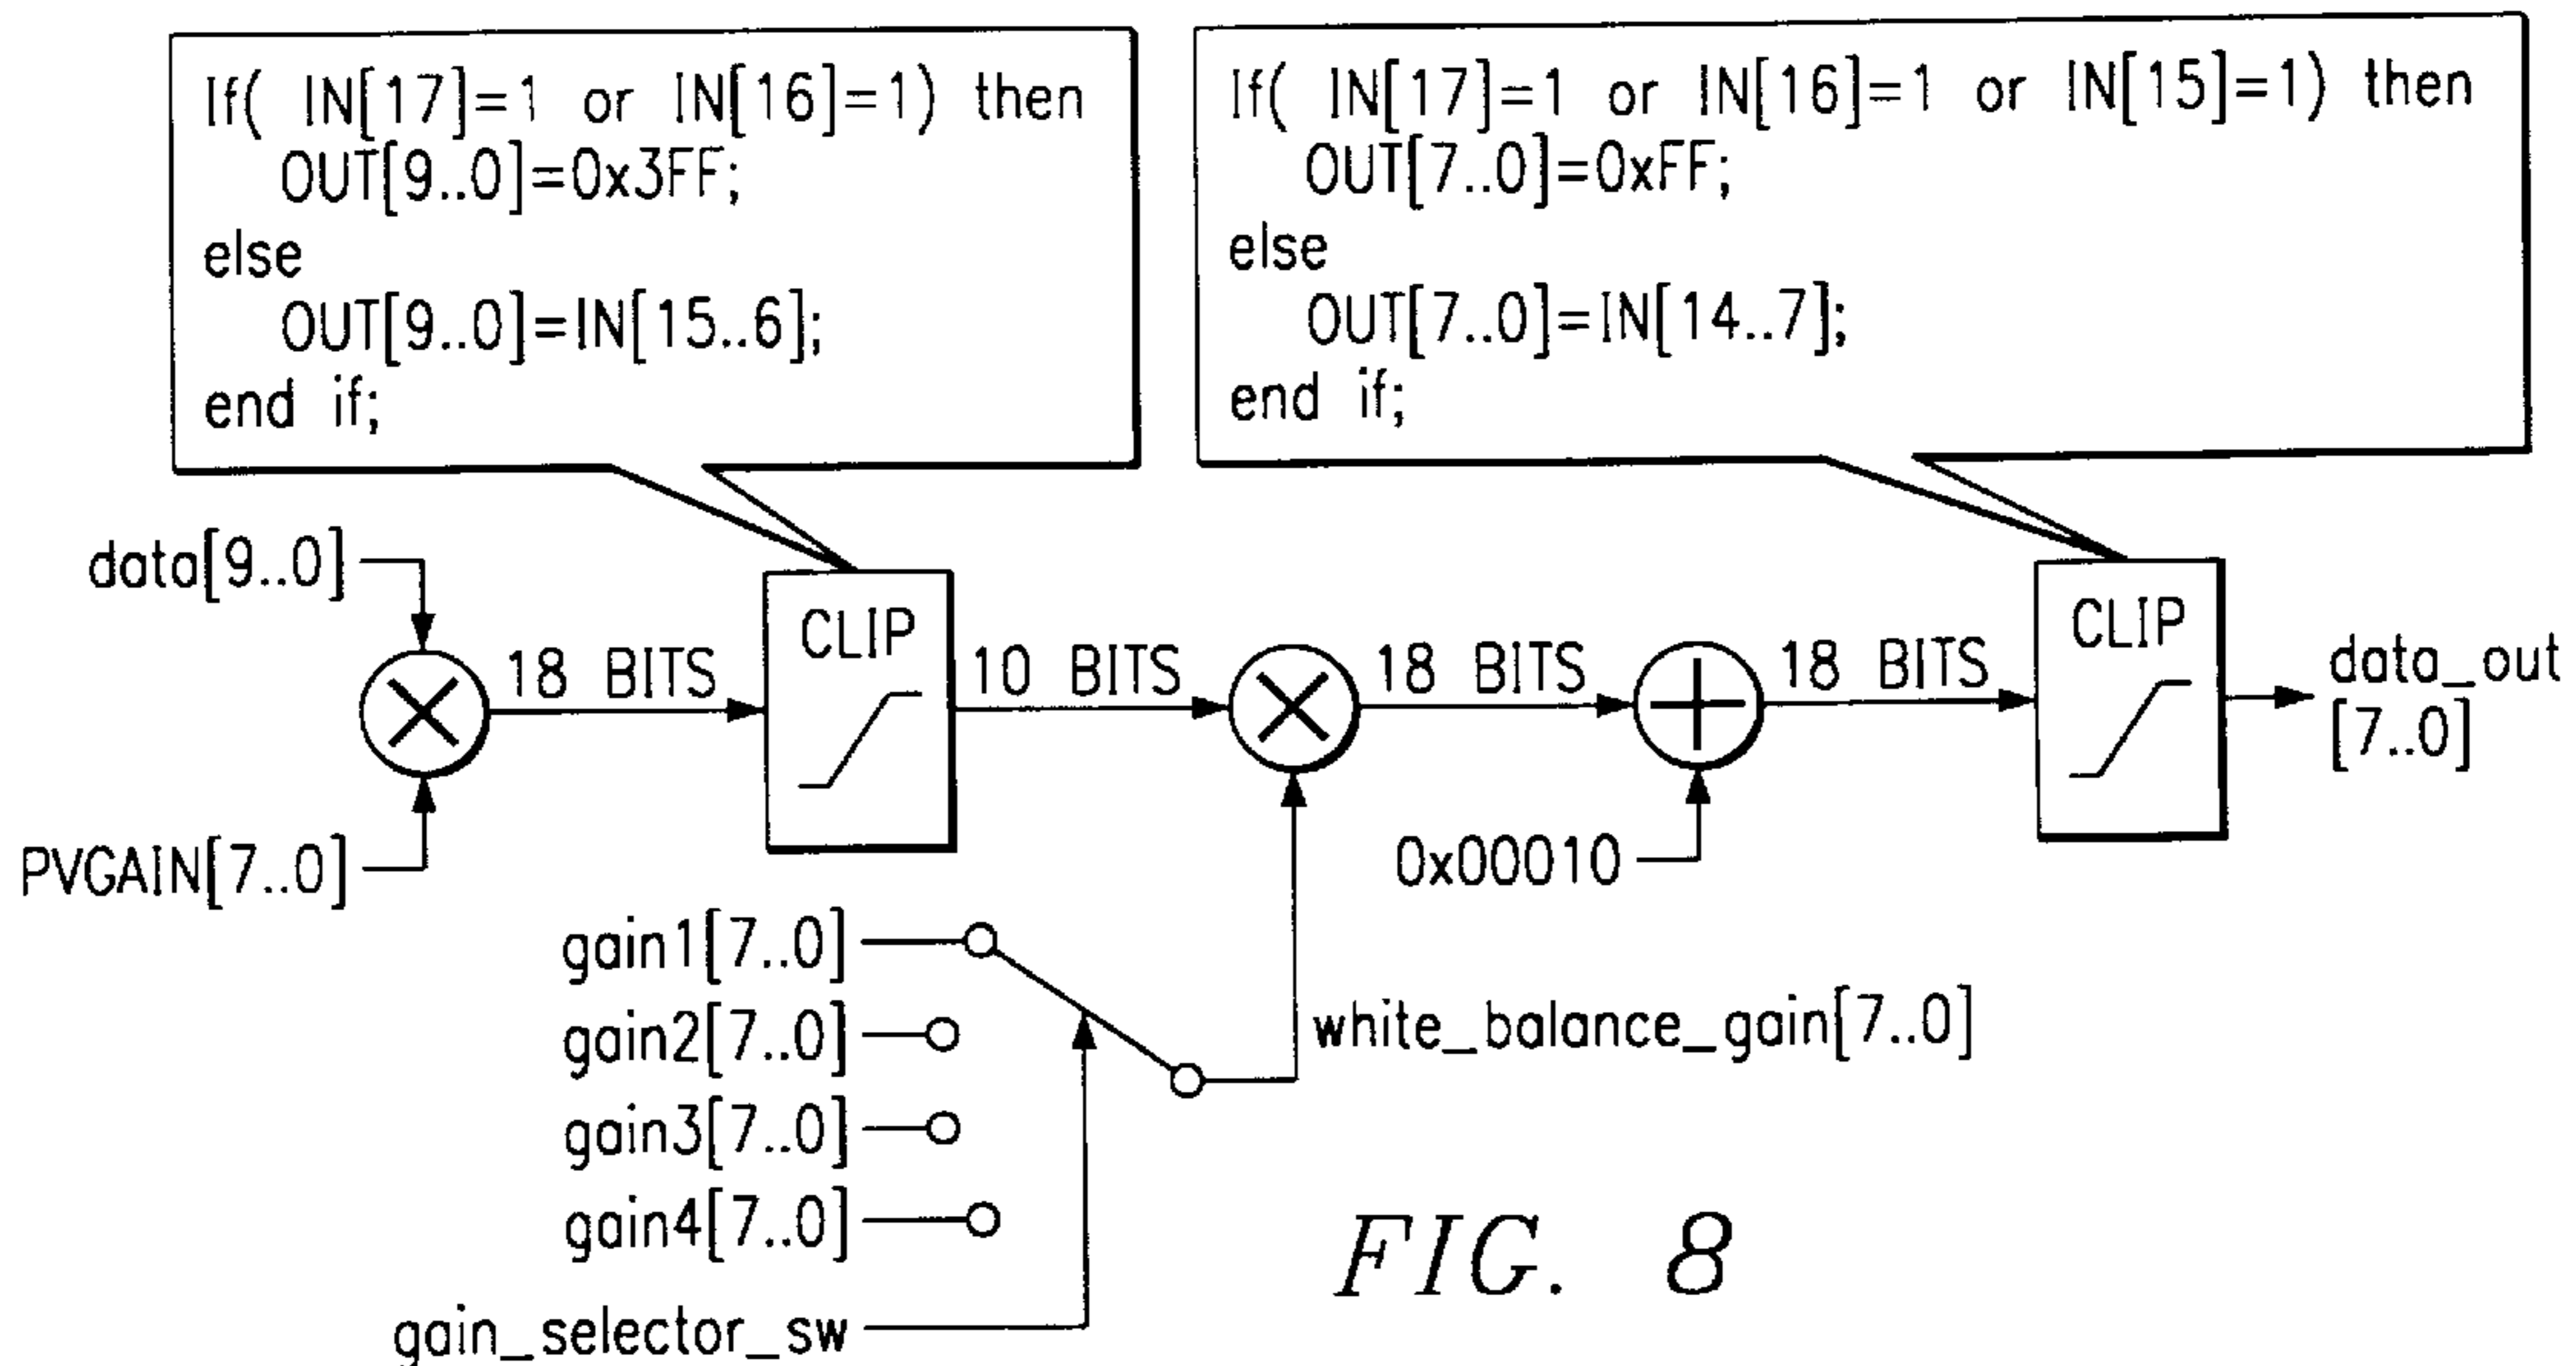 If( IN[17]=1 or IN[16]=1) then
OUT[9..0]=0x3FF;
else
OUT[9..0]=IN[15..6];
end if;
If( IN[17]=1 or IN[16]=1 or IN[15]=1) then
OUT[7..0]=0xFF;
else
OUT[7..0]=IN[14..7];
end if;
data[9..0]
18 BITS
CLIP
10 BITS
18 BITS
18 BITS
CLIP
data_out
[7..0]
PVGAIN[7..0]
0x00010
gain1[7..0]
gain2[7..0]
white_balance_gain[7..0]
gain3[7..0]
gain4[7..0]
gain_selector_sw
FIG. 8